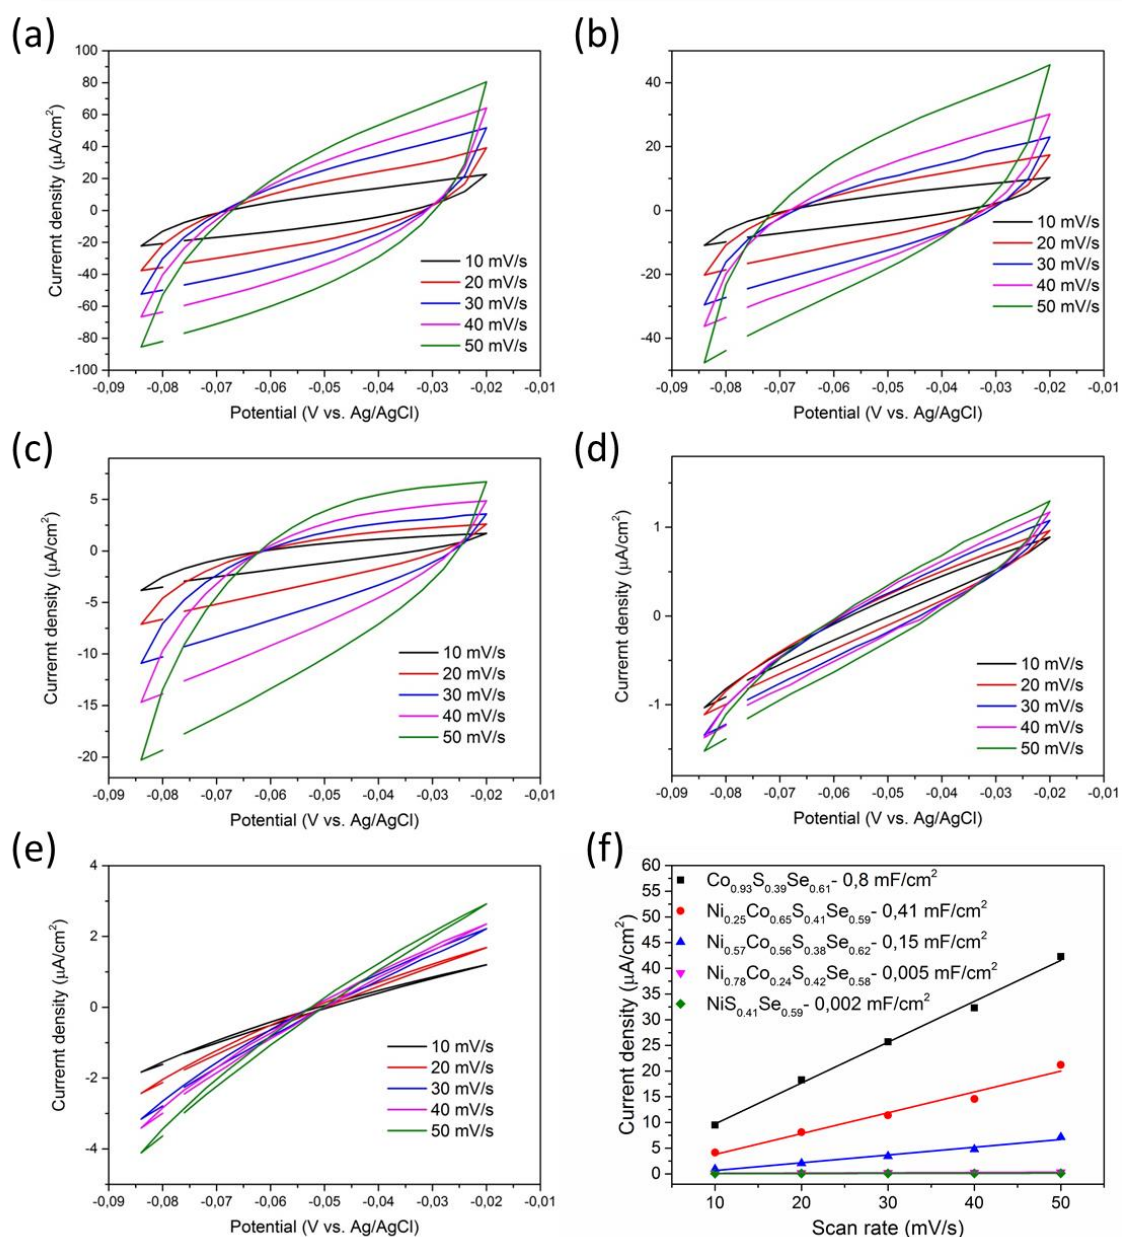 (a)
Currernt density (µA/cm²)
100
80
60
40
20
0
-20
-40
-60
-80
-100
10 mV/s
20 mV/s
30 mV/s
40 mV/s
50 mV/s
-0,09 -0,08 -0,07 -0,06 -0,05 -0,04 -0,03 -0,02 -0,01
Potential (V vs. Ag/AgCl)
(b)
Currernt density (µA/cm²)
40
20
0
-20
-40
10 mV/s
20 mV/s
30 mV/s
40 mV/s
50 mV/s
-0,09 -0,08 -0,07 -0,06 -0,05 -0,04 -0,03 -0,02 -0,01
Potential (V vs. Ag/AgCl)
(c)
Currernt density (µA/cm²)
5
0
-5
-10
-15
-20
10 mV/s
20 mV/s
30 mV/s
40 mV/s
50 mV/s
-0,09 -0,08 -0,07 -0,06 -0,05 -0,04 -0,03 -0,02 -0,01
Potential (V vs. Ag/AgCl)
(d)
Currernt density (µA/cm²)
1
0
-1
10 mV/s
20 mV/s
30 mV/s
40 mV/s
50 mV/s
-0,09 -0,08 -0,07 -0,06 -0,05 -0,04 -0,03 -0,02 -0,01
Potential (V vs. Ag/AgCl)
(e)
Currernt density (µA/cm²)
4
2
0
-2
-4
10 mV/s
20 mV/s
30 mV/s
40 mV/s
50 mV/s
-0,09 -0,08 -0,07 -0,06 -0,05 -0,04 -0,03 -0,02 -0,01
Potential (V vs. Ag/AgCl)
(f)
Current density (µA/cm²)
60
55
50
45
40
35
30
25
20
15
10
5
0
Co₀.₉₃S₀.₃₉Se₀.₆₁- 0,8 mF/cm²
Ni₀.₂₅Co₀.₆₅S₀.₄₁Se₀.₅₉- 0,41 mF/cm²
Ni₀.₅₇Co₀.₅₆S₀.₃₈Se₀.₆₂- 0,15 mF/cm²
Ni₀.₇₈Co₀.₂₄S₀.₄₂Se₀.₅₈- 0,005 mF/cm²
NiS₀.₄₁Se₀.₅₉- 0,002 mF/cm²
10 20 30 40 50
Scan rate (mV/s)